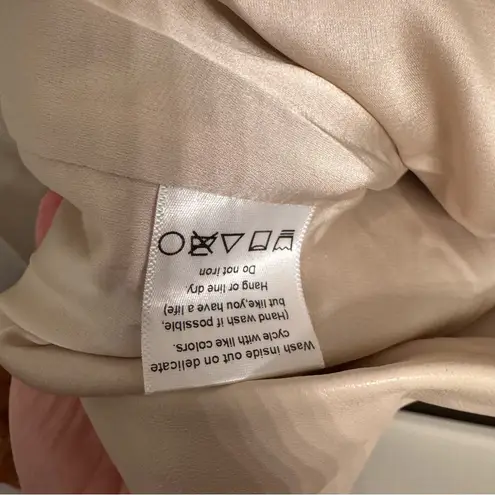 Wash inside out on delicate
cycle with like colors.
(Hand wash if possible,
but like,you have a life)
Hang or line dry.
Do not iron